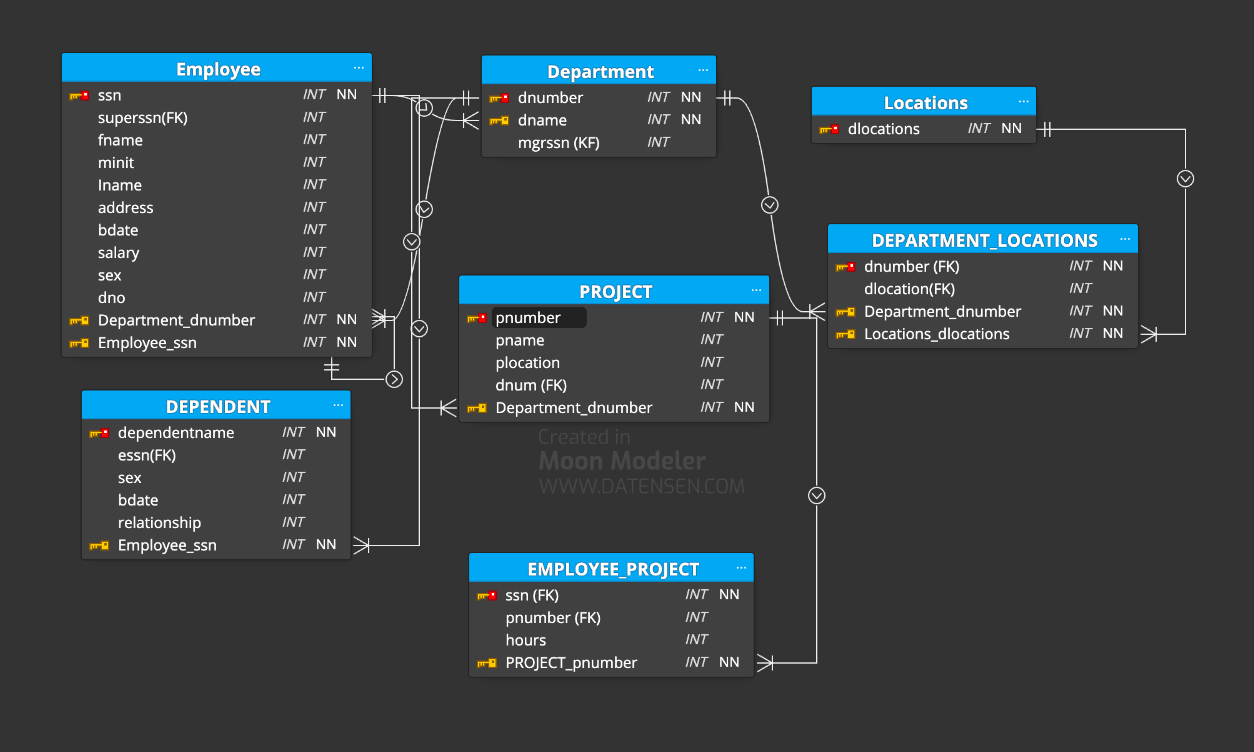 Employee ...
ssn INT NN
superssn(FK) INT
fname INT
minit INT
lname INT
address INT
bdate INT
salary INT
sex INT
dno INT
Department_dnumber INT NN
Employee_ssn INT NN
Department ...
dnumber INT NN
dname INT NN
mgrssn (KF) INT
Locations ...
dlocations INT NN
DEPARTMENT_LOCATIONS ...
dnumber (FK) INT NN
dlocation(FK) INT
Department_dnumber INT NN
Locations_dlocations INT NN
PROJECT ...
pnumber INT NN
pname INT
plocation INT
dnum (FK) INT
Department_dnumber INT NN
DEPENDENT ...
dependentname INT NN
essn(FK) INT
sex INT
bdate INT
relationship INT
Employee_ssn INT NN
Created in
Moon Modeler
WWW.DATENSEN.COM
EMPLOYEE_PROJECT ...
ssn (FK) INT NN
pnumber (FK) INT
hours INT
PROJECT_pnumber INT NN